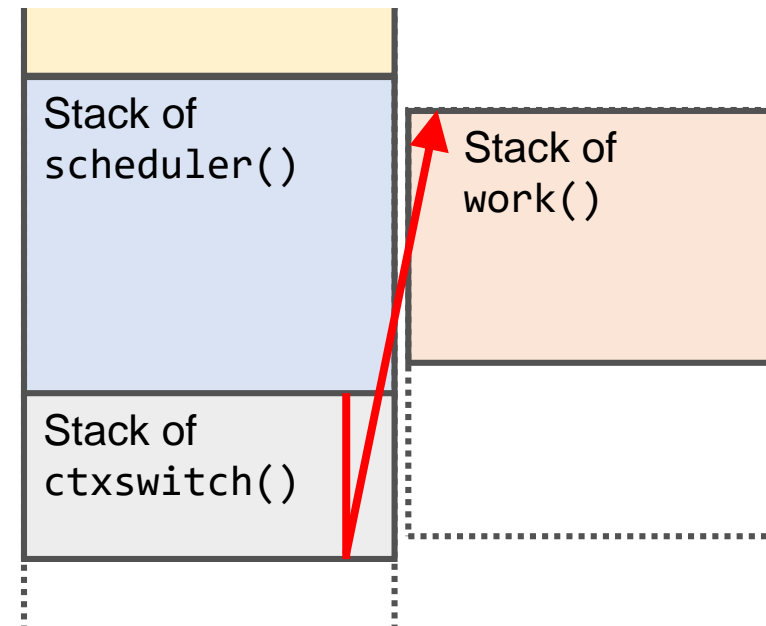 Stack of
scheduler()
Stack of
work()
Stack of
ctxswitch()